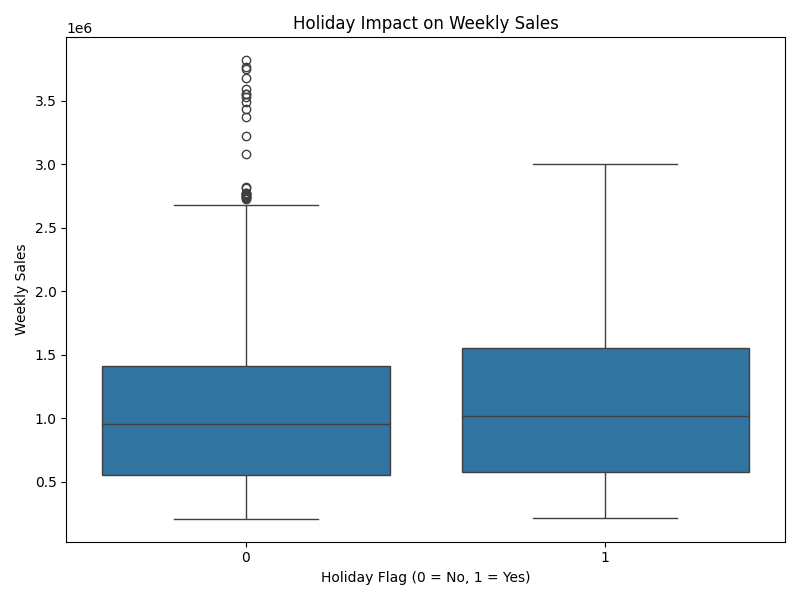 Holiday Impact on Weekly Sales
1e6
3.5
3.0
2.5
2.0
1.5
1.0
0.5
Weekly Sales
0
1
Holiday Flag (0 = No, 1 = Yes)